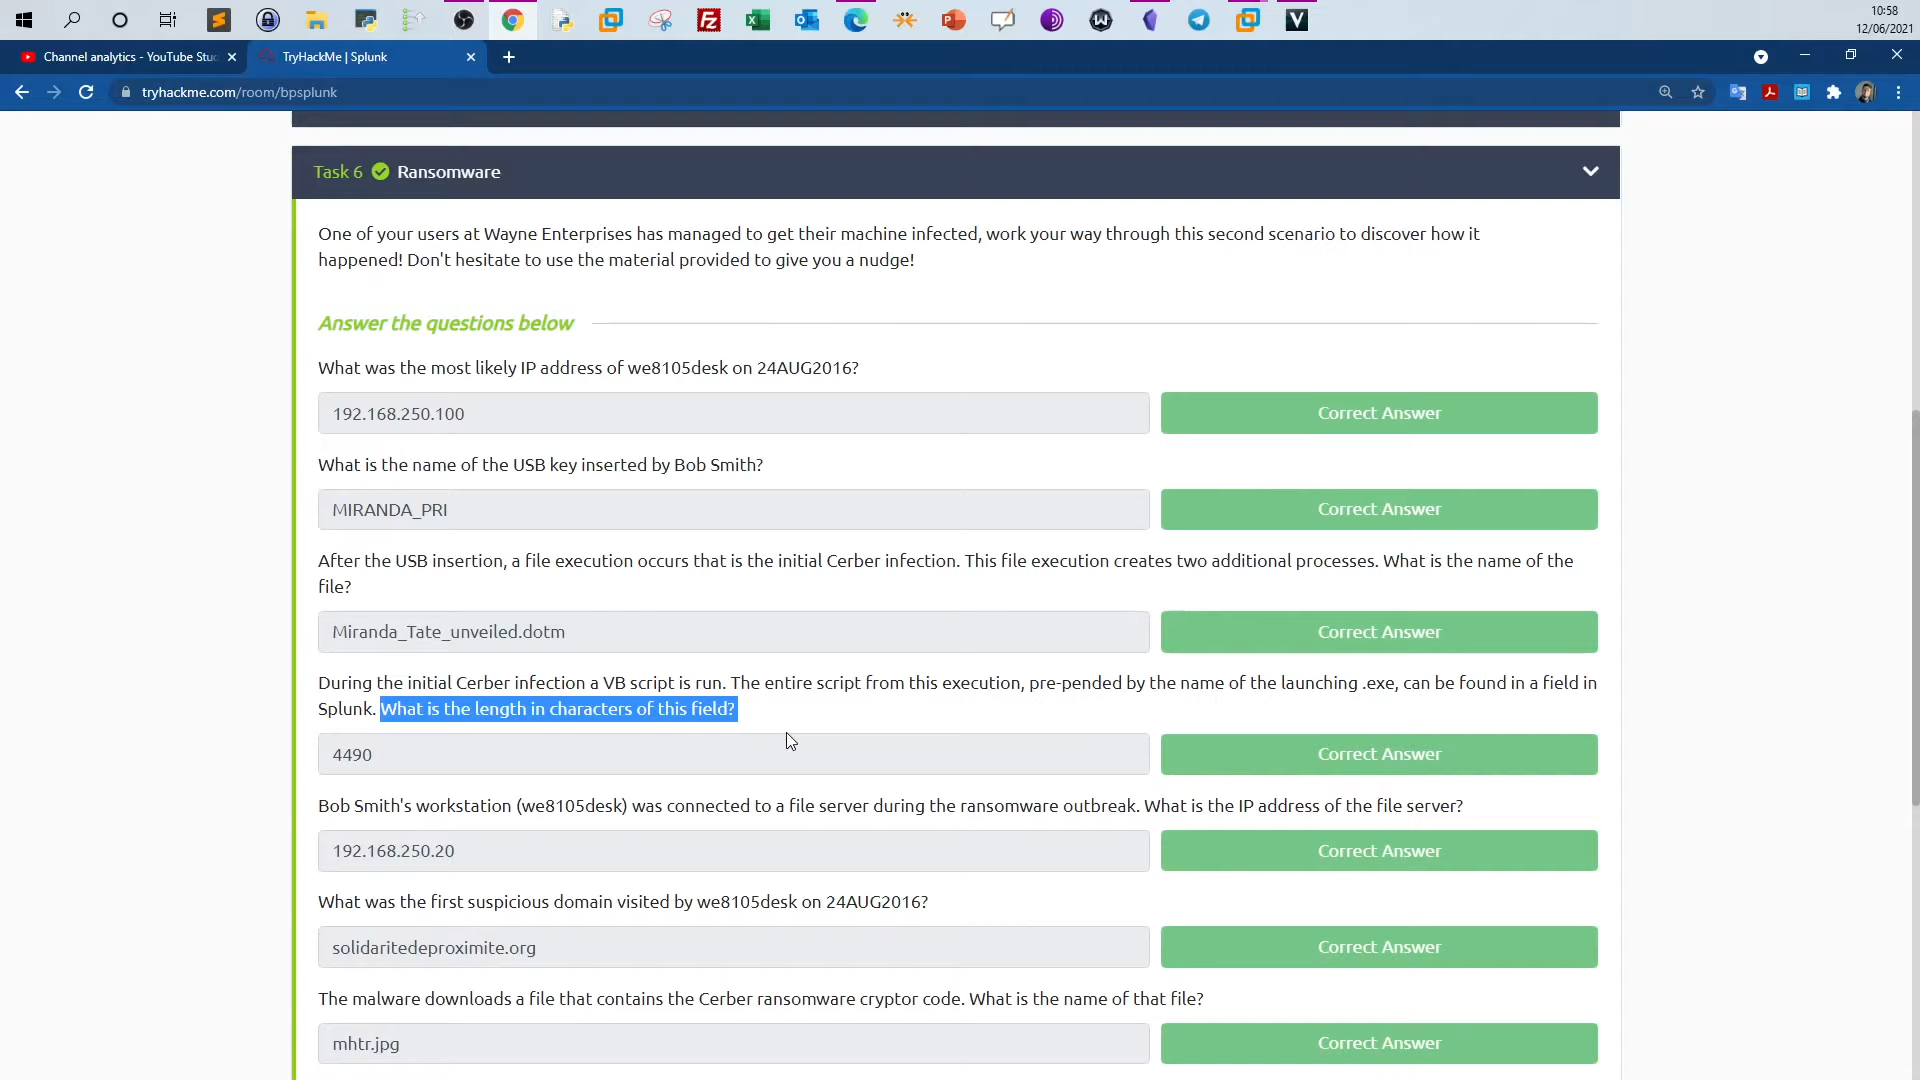 10:58
12/06/2021
Channel analytics - YouTube Stu
TryHackMe | Splunk
tryhackme.com/room/bpsplunk
Task 6 Ransomware
One of your users at Wayne Enterprises has managed to get their machine infected, work your way through this second scenario to discover how it
happened! Don't hesitate to use the material provided to give you a nudge!
Answer the questions below
What was the most likely IP address of we8105desk on 24AUG2016?
192.168.250.100
Correct Answer
What is the name of the USB key inserted by Bob Smith?
MIRANDA_PRI
Correct Answer
After the USB insertion, a file execution occurs that is the initial Cerber infection. This file execution creates two additional processes. What is the name of the
file?
Miranda_Tate_unveiled.dotm
Correct Answer
During the initial Cerber infection a VB script is run. The entire script from this execution, pre-pended by the name of the launching .exe, can be found in a field in
Splunk. What is the length in characters of this field?
4490
Correct Answer
Bob Smith's workstation (we8105desk) was connected to a file server during the ransomware outbreak. What is the IP address of the file server?
192.168.250.20
Correct Answer
What was the first suspicious domain visited by we8105desk on 24AUG2016?
solidaritedeproximite.org
Correct Answer
The malware downloads a file that contains the Cerber ransomware cryptor code. What is the name of that file?
mhtr.jpg
Correct Answer